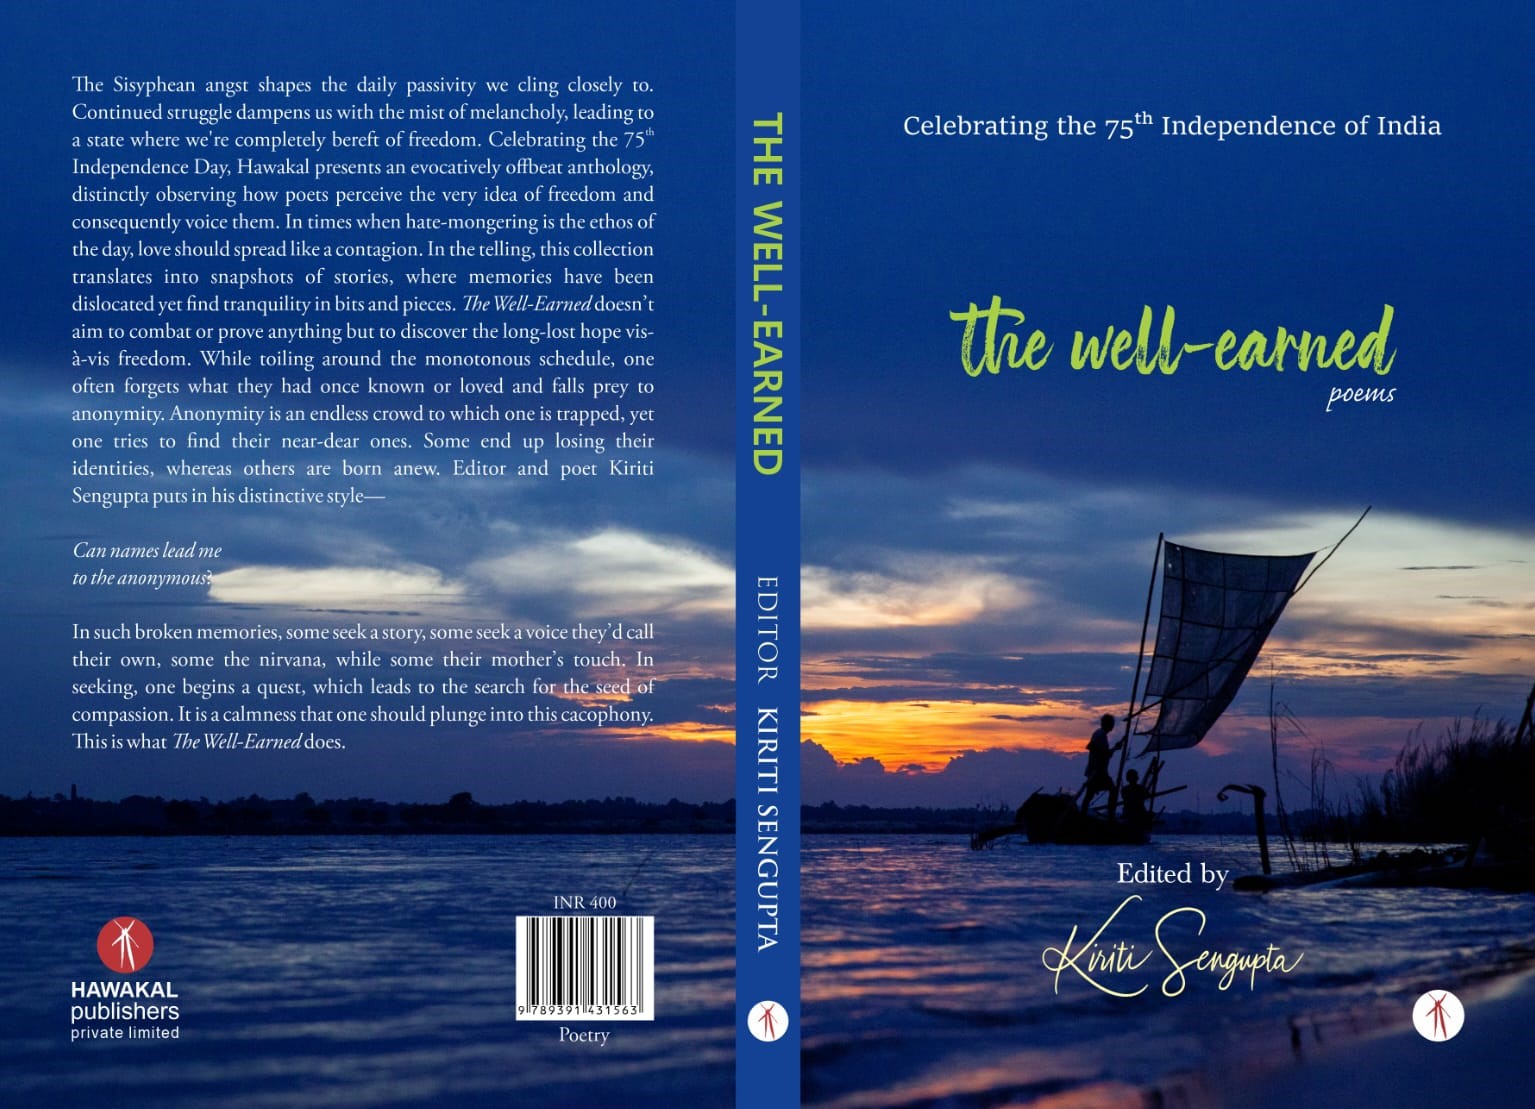 The Sisyphean angst shapes the daily passivity we cling closely to.
Continued struggle dampens us with the mist of melancholy, leading to
a state where we're completely bereft of freedom. Celebrating the 75th
Independence Day, Hawakal presents an evocatively offbeat anthology,
distinctly observing how poets perceive the very idea of freedom and
consequently voice them. In times when hate-mongering is the ethos of
the day, love should spread like a contagion. In the telling, this collection
translates into snapshots of stories, where memories have been
dislocated yet find tranquility in bits and pieces. The Well-Earned doesn't
aim to combat or prove anything but to discover the long-lost hope vis-
à-vis freedom. While toiling around the monotonous schedule, one
often forgets what they had once known or loved and falls prey to
anonymity. Anonymity is an endless crowd to which one is trapped, yet
one tries to find their near-dear ones. Some end up losing their
identities, whereas others are born anew. Editor and poet Kiriti
Sengupta puts in his distinctive style—
Can names lead me
to the anonymous?
In such broken memories, some seek a story, some seek a voice they'd call
their own, some the nirvana, while some their mother's touch. In
seeking, one begins a quest, which leads to the search for the seed of
compassion. It is a calmness that one should plunge into this cacophony.
This is what The Well-Earned does.
HAWAKAL
publishers
private limited
INR 400
9 789391 431563
Poetry
THE WELL-EARNED
EDITOR KIRITI SENGUPTA
Celebrating the 75th Independence of India
the well-earned
poems
Edited by
Kiriti Sengupta